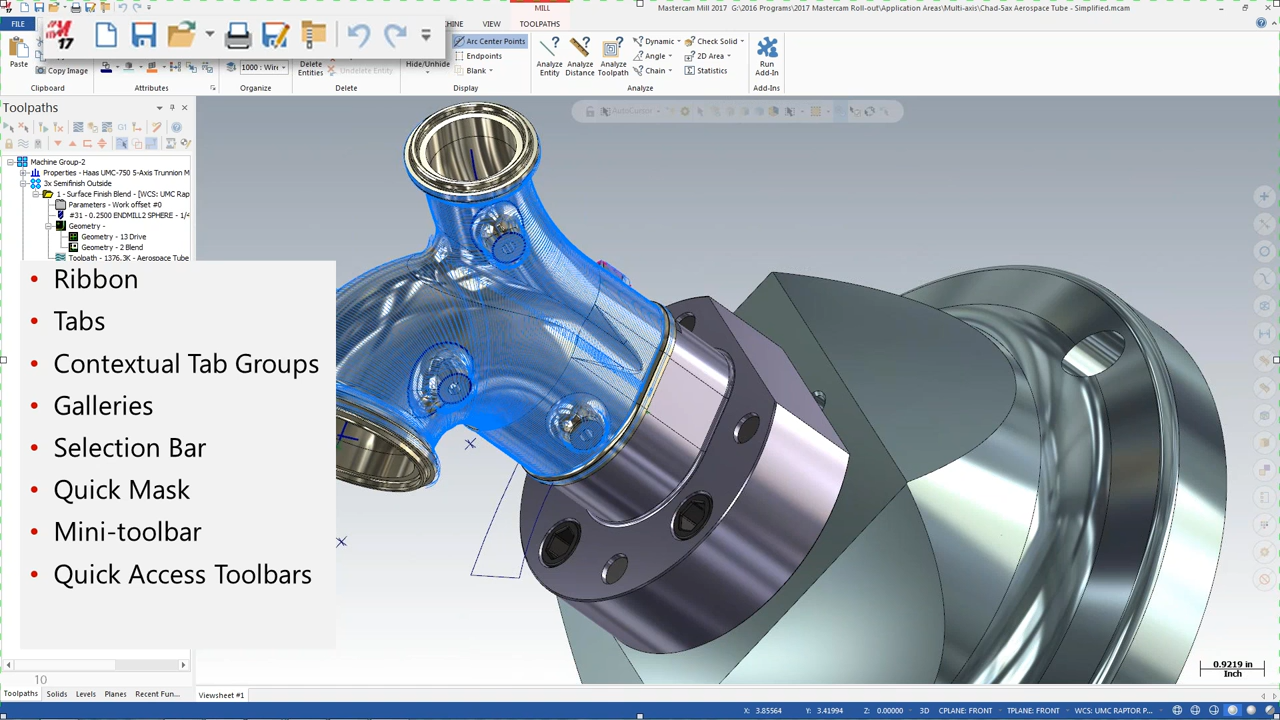 MILL
Mastercam Mill 2017 G:\2016 Programs\2017 Mastercam Roll-out\Application Areas\Multi-axis\Chad-5ax Aerospace Tube - Simplified.mcam
FILE
VIEW
TOOLPATHS
17
Paste
Copy Image
Clipboard
Attributes
1000 : Wir
Organize
Delete
Entities
Undelete Entity
Delete
Hide/Unhide
Arc Center Points
Endpoints
Blank
Display
Analyze
Entity
Analyze
Distance
Analyze
Toolpath
Dynamic
Angle
Chain
Check Solid
2D Area
Statistics
Analyze
Run
Add-In
Add-Ins
Toolpaths
AutoCursor
G1
Machine Group-2
Properties - Haas UMC-750 5-Axis Trunnion M
3x Semifinish Outside
1 - Surface Finish Blend - [WCS: UMC RAPTOR
Parameters - Work offset #0
#31 - 0.2500 ENDMILL2 SPHERE - 1/4
Geometry -
Geometry - 13 Drive
Geometry - 2 Blend
Toolpath - 1376.3K - Aerospace Tube
• Ribbon
• Tabs
• Contextual Tab Groups
• Galleries
• Selection Bar
• Quick Mask
• Mini-toolbar
• Quick Access Toolbars
10
0.9219 in
Inch
Toolpaths Solids Levels Planes Recent Fun...
Viewsheet #1
X: 3.85564 Y: 3.41994 Z: 0.00000 3D CPLANE: FRONT TPLANE: FRONT WCS: UMC RAPTOR P...